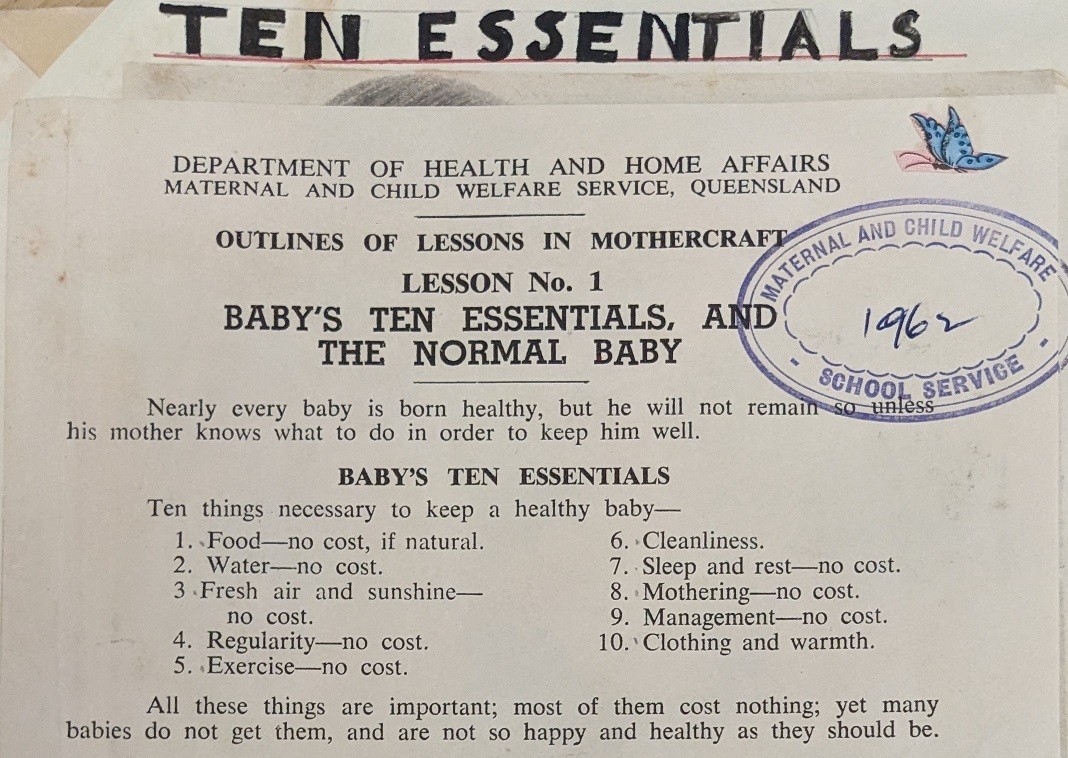 TEN ESSENTIALS
DEPARTMENT OF HEALTH AND HOME AFFAIRS
MATERNAL AND CHILD WELFARE SERVICE, QUEENSLAND
OUTLINES OF LESSONS IN MOTHERCRAFT
LESSON No. 1
BABY'S TEN ESSENTIALS, AND
THE NORMAL BABY
MATERNAL AND CHILD WELFARE
1962
- SCHOOL SERVICE -
Nearly every baby is born healthy, but he will not remain so unless
his mother knows what to do in order to keep him well.
BABY'S TEN ESSENTIALS
Ten things necessary to keep a healthy baby—
1. Food—no cost, if natural.
2. Water—no cost.
3 Fresh air and sunshine—
no cost.
4. Regularity—no cost.
5. Exercise—no cost.
6. Cleanliness.
7. Sleep and rest—no cost.
8. Mothering—no cost.
9. Management—no cost.
10. Clothing and warmth.
All these things are important; most of them cost nothing; yet many
babies do not get them, and are not so happy and healthy as they should be.